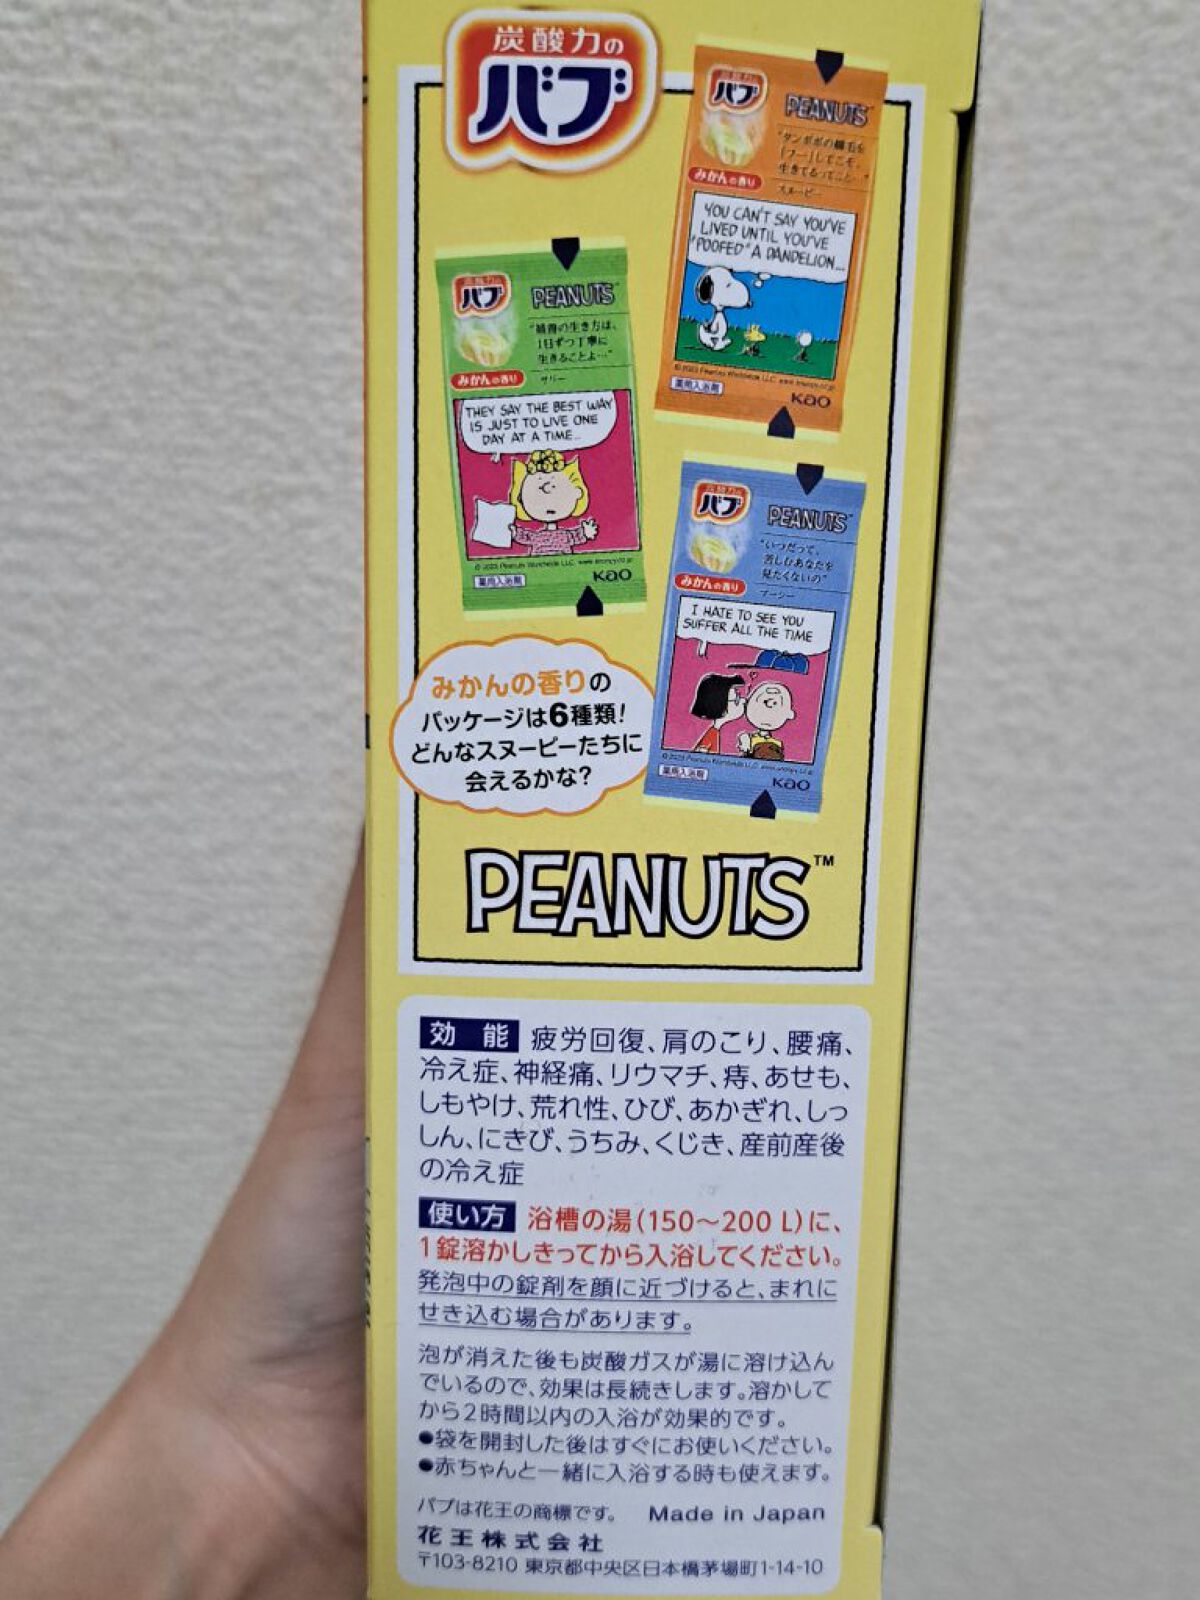 炭酸力の
バブ
バブ
PEANUTS
"タンポポの綿毛を
「フー」してこそ、
生きてるってこと…"
みかんの香り
スヌーピー
YOU CAN'T SAY YOU'VE
LIVED UNTIL YOU'VE
"POOFED" A DANDELION...
薬用入浴剤
Kao
炭酸力の
バブ
PEANUTS
"最善の生き方は、
1日ずつ丁寧に
生きることよ…"
みかんの香り
サリー
THEY SAY THE BEST WAY
IS JUST TO LIVE ONE
DAY AT A TIME...
© 2023 Peanuts Worldwide LLC www.snoopy.co.jp
薬用入浴剤
Kao
炭酸力の
バブ
PEANUTS
"いつだって、
苦しむあなたを
見たくないの"
みかんの香り
マーシー
I HATE TO SEE YOU
SUFFER ALL THE TIME
薬用入浴剤
Kao
みかんの香りの
パッケージは6種類!
どんなスヌーピーたちに
会えるかな?
PEANUTS™
効能 疲労回復、肩のこり、腰痛、
冷え症、神経痛、リウマチ、痔、あせも、
しもやけ、荒れ性、ひび、あかぎれ、しっ
しん、にきび、うちみ、くじき、産前産後
の冷え症
使い方 浴槽の湯(150～200 L)に、
1錠溶かしきってから入浴してください。
発泡中の錠剤を顔に近づけると、まれに
せき込む場合があります。
泡が消えた後も炭酸ガスが湯に溶け込ん
でいるので、効果は長続きします。溶かして
から2時間以内の入浴が効果的です。
●袋を開封した後はすぐにお使いください。
●赤ちゃんと一緒に入浴する時も使えます。
バブは花王の商標です。 Made in Japan
花王株式会社
〒103-8210 東京都中央区日本橋茅場町1-14-10